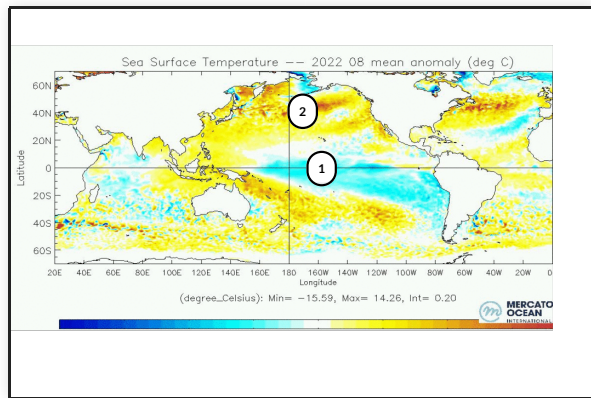 Sea Surface Temperature -- 2022 08 mean anomaly (deg C)
60N
40N
20N
0
20S
40S
60S
Latitude
2
1
20E 40E 60E 80E 100E 120E 140E 160E 180 160W 140W 120W 100W 80W 60W 40W 20W 0
Longitude
(degree_Celsius): Min= -15.59, Max= 14.26, Int= 0.20
MERCATO
OCEAN
INTERNATIONAL